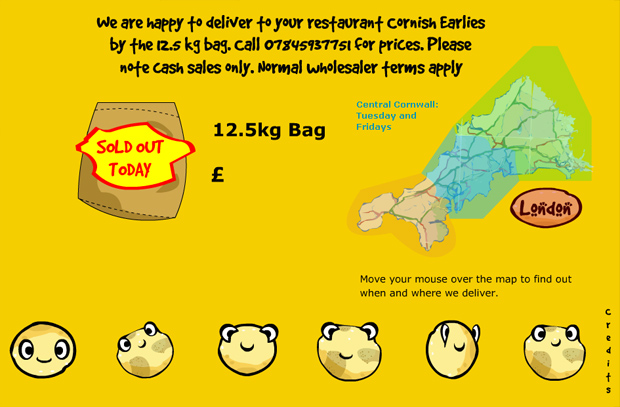 We are happy to deliver to your restaurant Cornish Earlies
by the 12.5 kg bag. Call 07845937751 for prices. Please
note cash sales only. Normal wholesaler terms apply
Central Cornwall:
Tuesday and
Fridays
SOLD OUT
TODAY
12.5kg Bag
£
London
Move your mouse over the map to find out
when and where we deliver.
credits